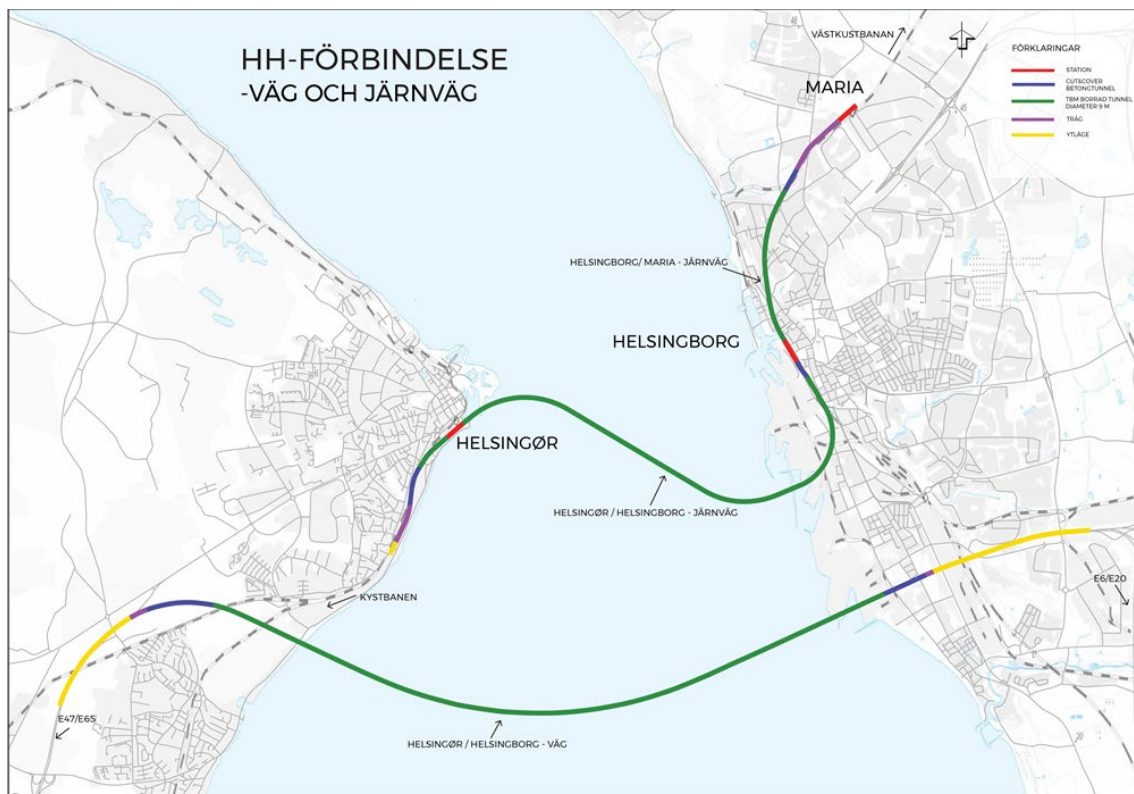 HH-FÖRBINDELSE
-VÄG OCH JÄRNVÄG
VÄSTKUSTBANAN
FÖRKLARINGAR
STATION
CUT&COVER
BETONGTUNNEL
TBM BORRAD TUNNEL
DIAMETER 9 M
TRÅG
YTLÄGE
MARIA
HELSINGBORG/ MARIA - JÄRNVÄG
HELSINGBORG
HELSINGØR
HELSINGØR / HELSINGBORG - JÄRNVÄG
KYSTBANEN
E6/E20
E47/E65
HELSINGØR / HELSINGBORG - VÄG